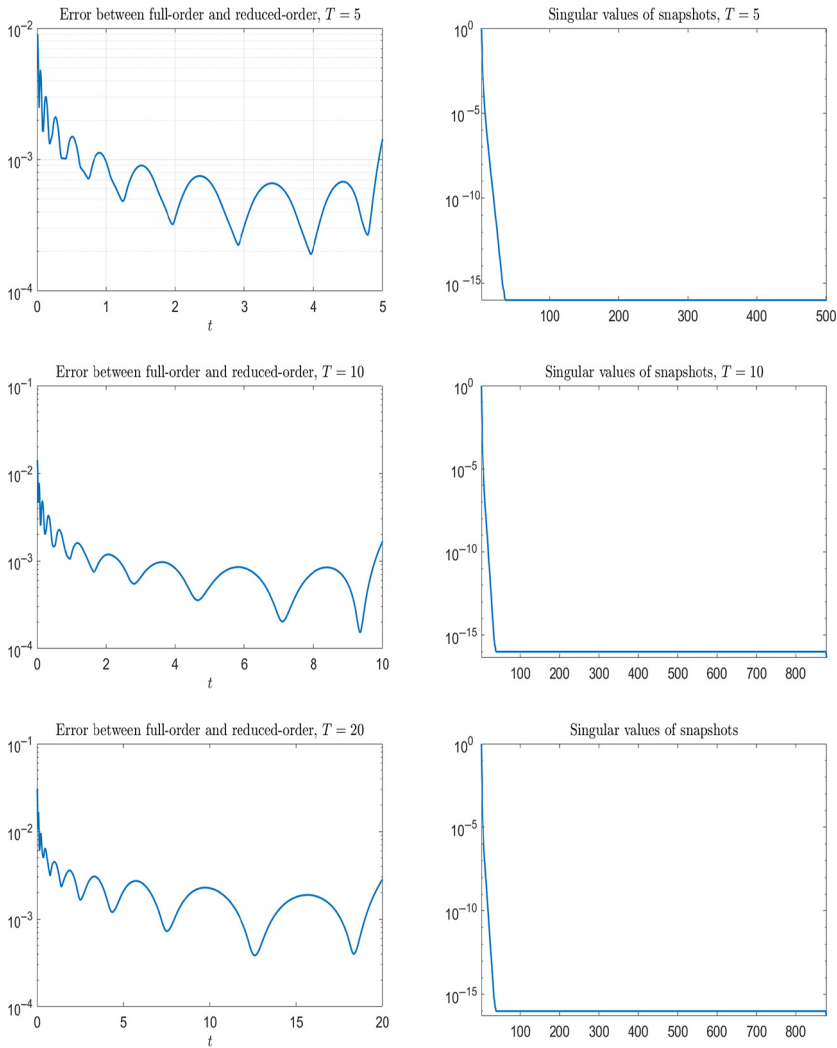 Error between full-order and reduced-order, T = 5
10^−2
10^−3
10^−4
0 1 2 3 4 5
t
Singular values of snapshots, T = 5
10^0
10^−5
10^−10
10^−15
100 200 300 400 500
Error between full-order and reduced-order, T = 10
10^−1
10^−2
10^−3
10^−4
0 2 4 6 8 10
t
Singular values of snapshots, T = 10
10^0
10^−5
10^−10
10^−15
100 200 300 400 500 600 700 800
Error between full-order and reduced-order, T = 20
10^−1
10^−2
10^−3
10^−4
0 5 10 15 20
t
Singular values of snapshots
10^0
10^−5
10^−10
10^−15
100 200 300 400 500 600 700 800